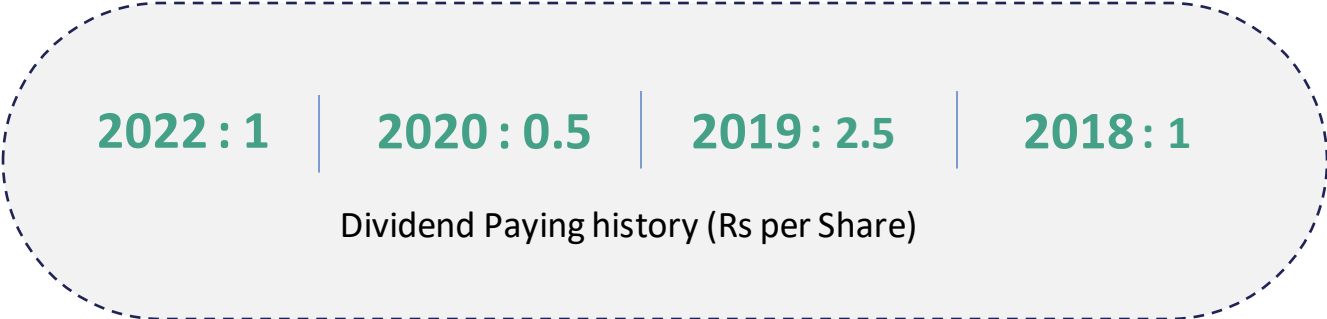 2022 : 1 2020 : 0.5 2019 : 2.5 2018 : 1
Dividend Paying history (Rs per Share)